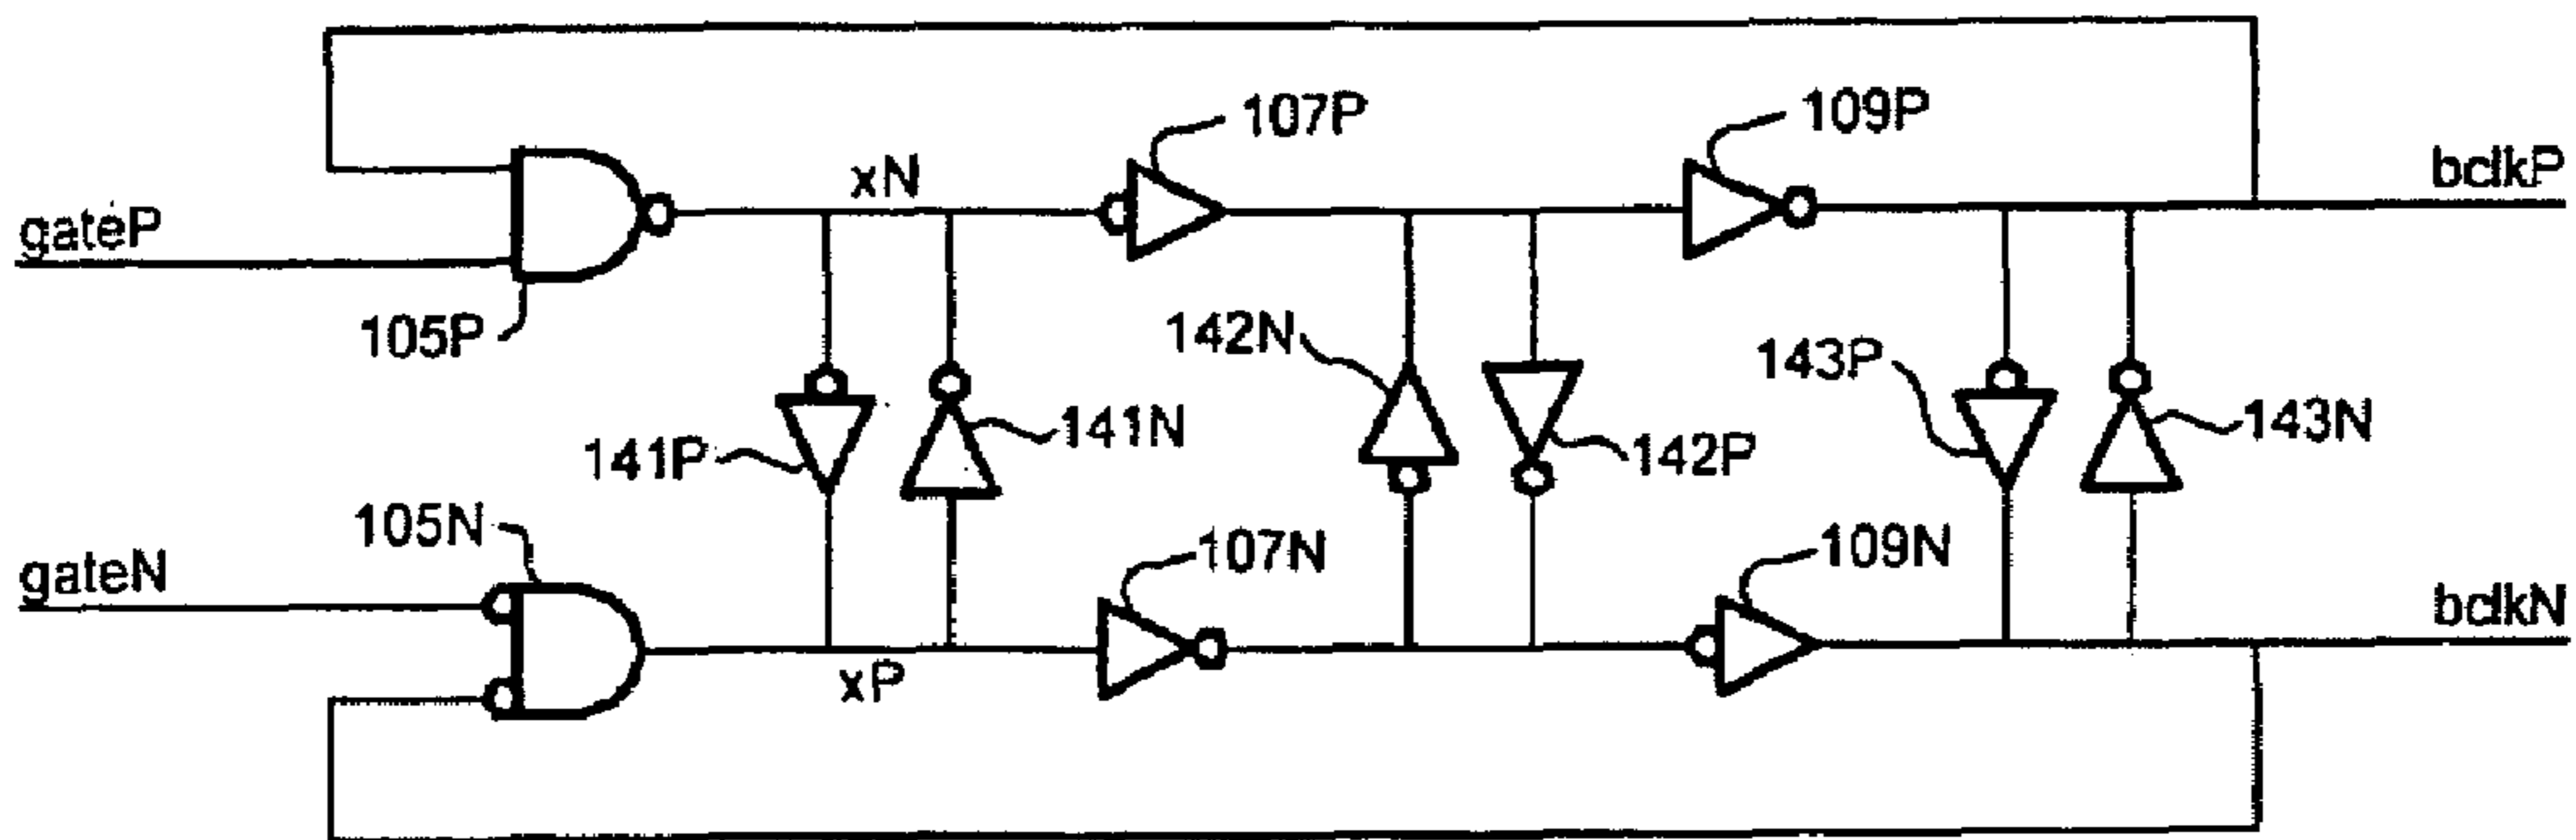 107P
109P
bclkP
xN
gateP
105P
142N
143P
141P
141N
142P
143N
105N
107N
109N
gateN
bclkN
xP